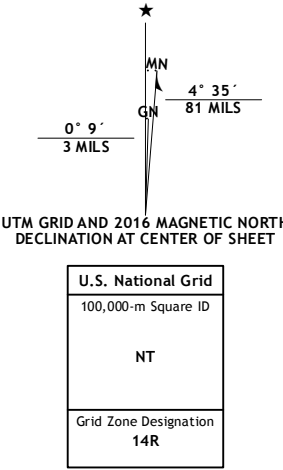 MN
4° 35´
81 MILS
GN
0° 9´
3 MILS
UTM GRID AND 2016 MAGNETIC NORTH
DECLINATION AT CENTER OF SHEET
U.S. National Grid
100,000-m Square ID
NT
Grid Zone Designation
14R